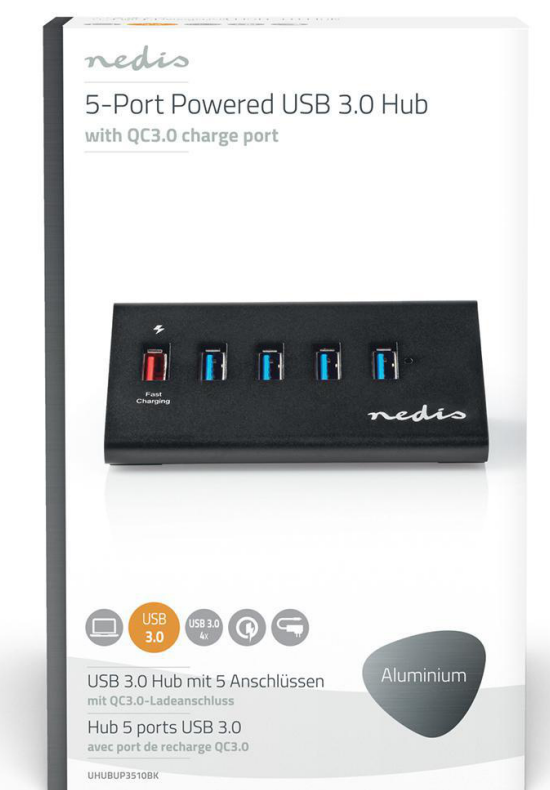 nedis
5-Port Powered USB 3.0 Hub
with QC3.0 charge port
Fast
Charging
nedis
USB
3.0
USB 3.0
4x
Aluminium
USB 3.0 Hub mit 5 Anschlüssen
mit QC3.0-Ladeanschluss
Hub 5 ports USB 3.0
avec port de recharge QC3.0
UHUBUP3510BK